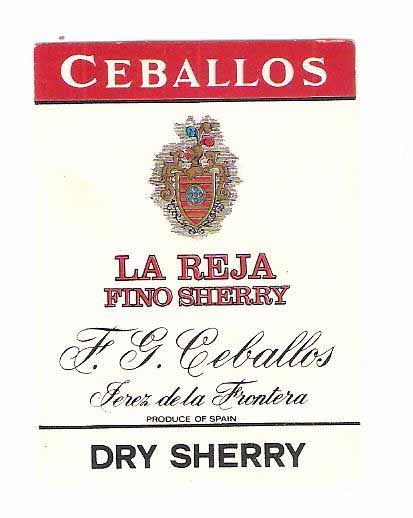 CEBALLOS
LA REJA
FINO SHERRY
F. G. Ceballos
Jerez de la Frontera
PRODUCE OF SPAIN
DRY SHERRY